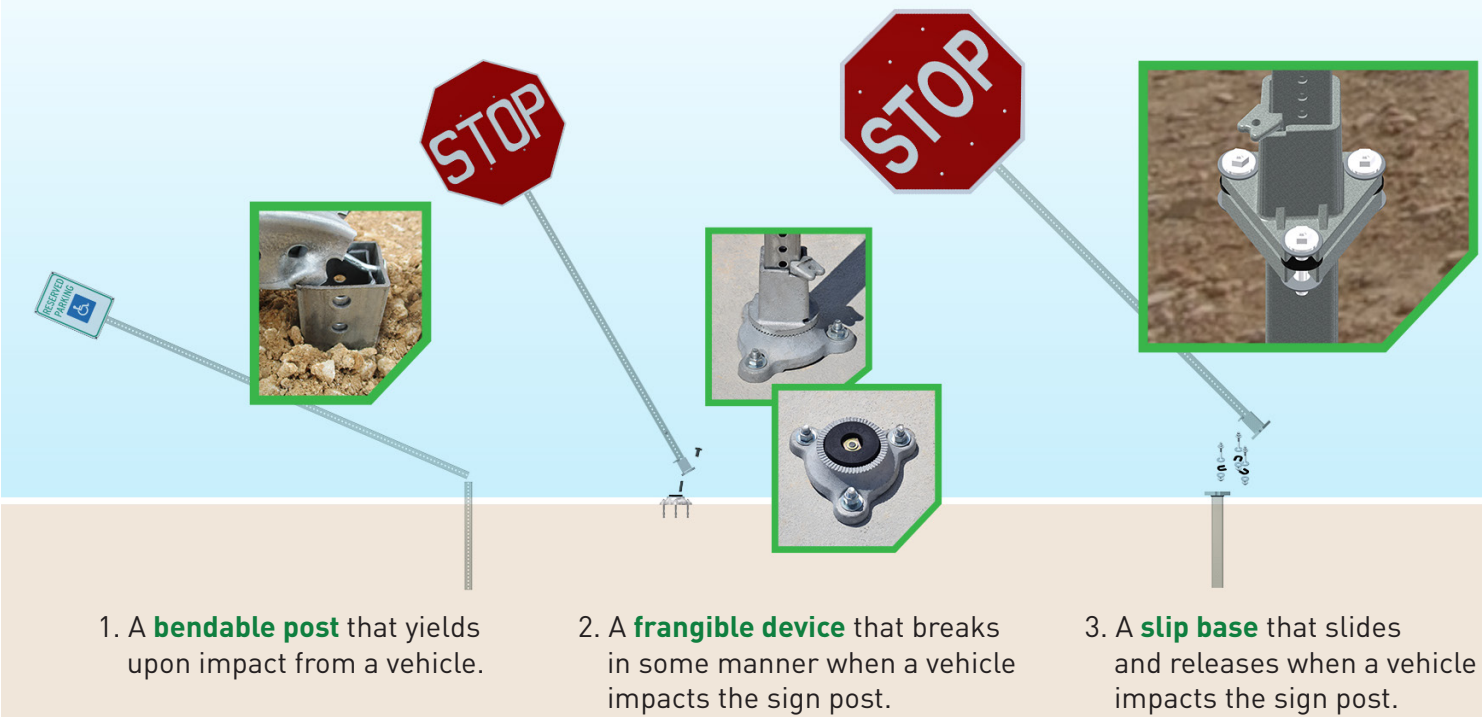 STOP
STOP
RESERVED
PARKING
1. A bendable post that yields
upon impact from a vehicle.
2. A frangible device that breaks
in some manner when a vehicle
impacts the sign post.
3. A slip base that slides
and releases when a vehicle
impacts the sign post.